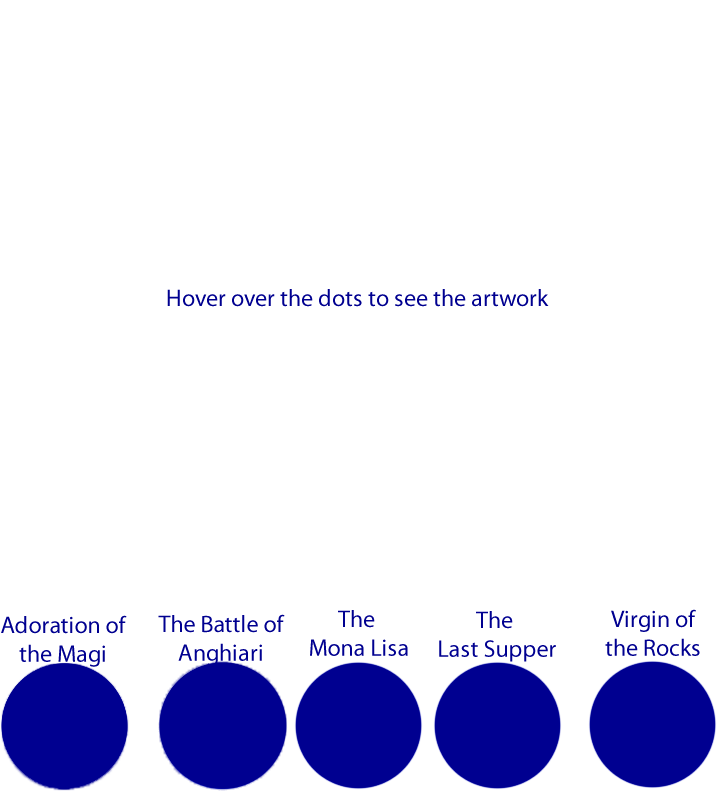 Hover over the dots to see the artwork
Adoration of
the Magi
The Battle of
Anghiari
The
Mona Lisa
The
Last Supper
Virgin of
the Rocks